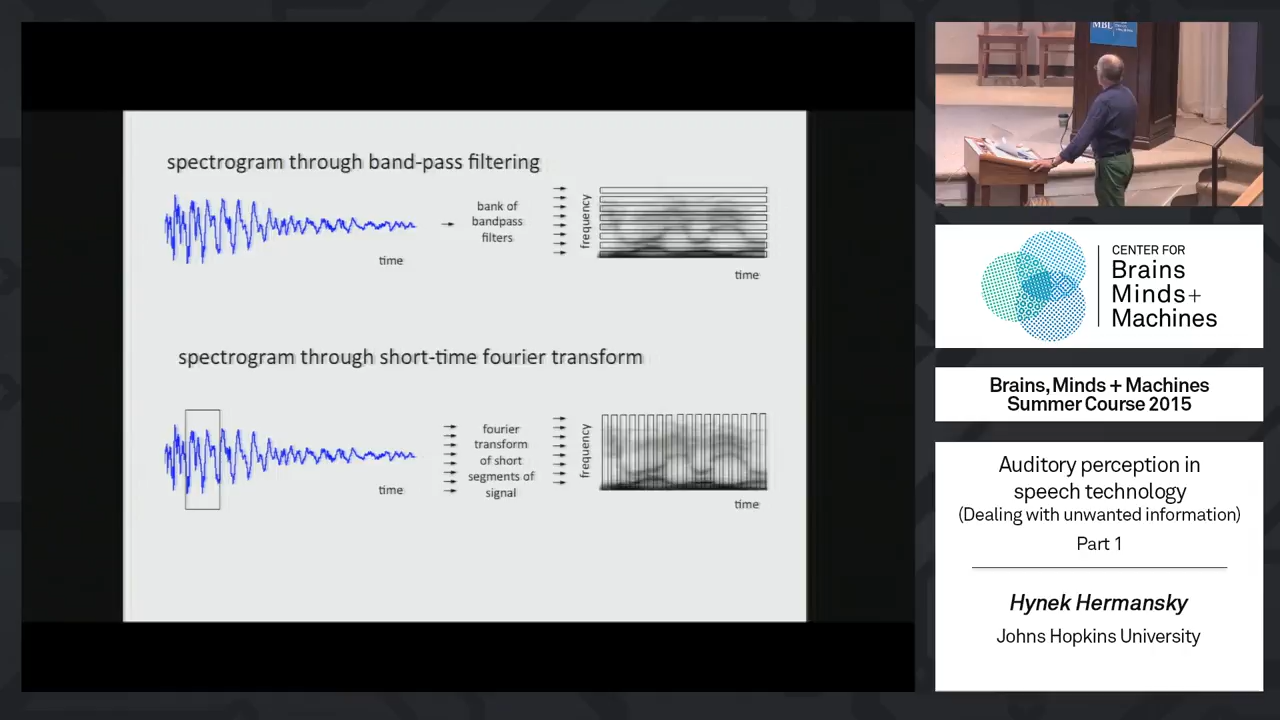 spectrogram through band-pass filtering
bank of
bandpass
filters
frequency
time
time
spectrogram through short-time fourier transform
fourier
transform
of short
segments of
signal
frequency
time
time
MBL
CENTER FOR
Brains
Minds+
Machines
Brains, Minds + Machines
Summer Course 2015
Auditory perception in
speech technology
(Dealing with unwanted information)
Part 1
Hynek Hermansky
Johns Hopkins University